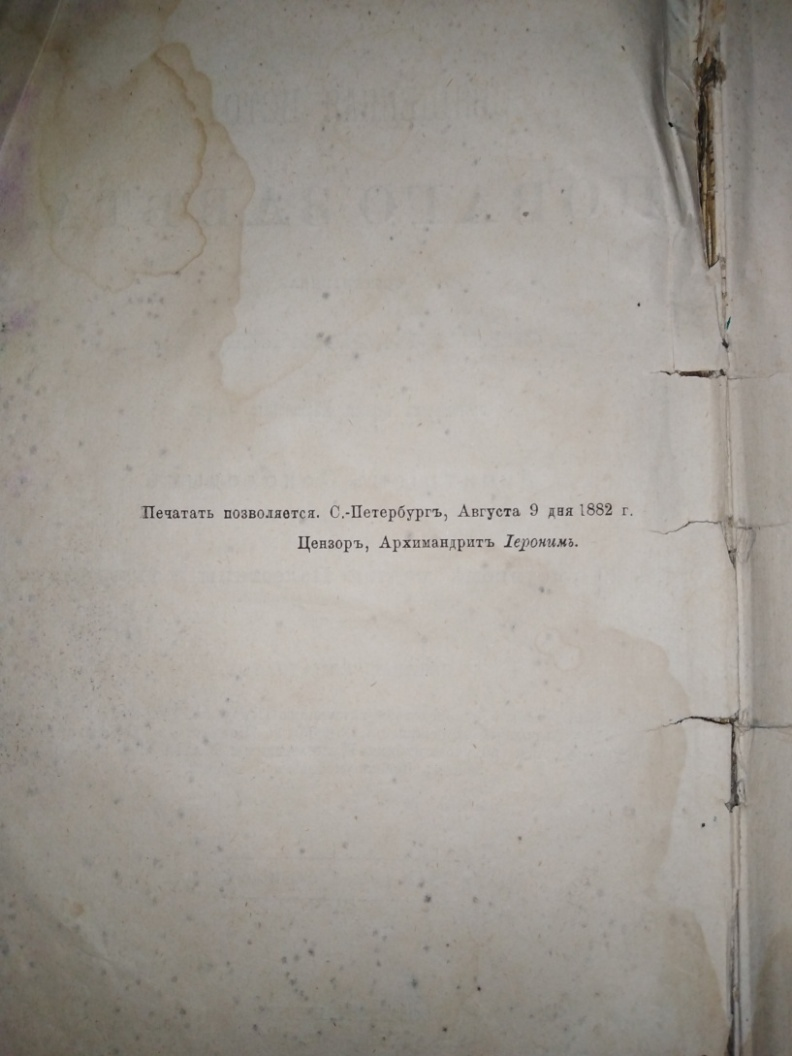 Печатать позволяется. С.-Петербургъ, Августа 9 дня 1882 г.
Цензоръ, Архимандритъ Іеронимъ.